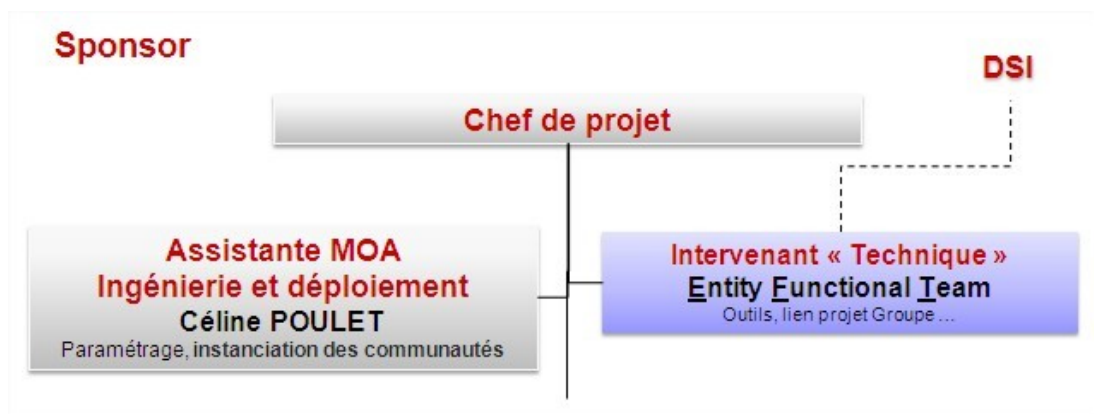 Sponsor
DSI
Chef de projet
Assistante MOA
Ingénierie et déploiement
Céline POULET
Paramétrage, instanciation des communautés
Intervenant « Technique »
Entity Functional Team
Outils, lien projet Groupe ...